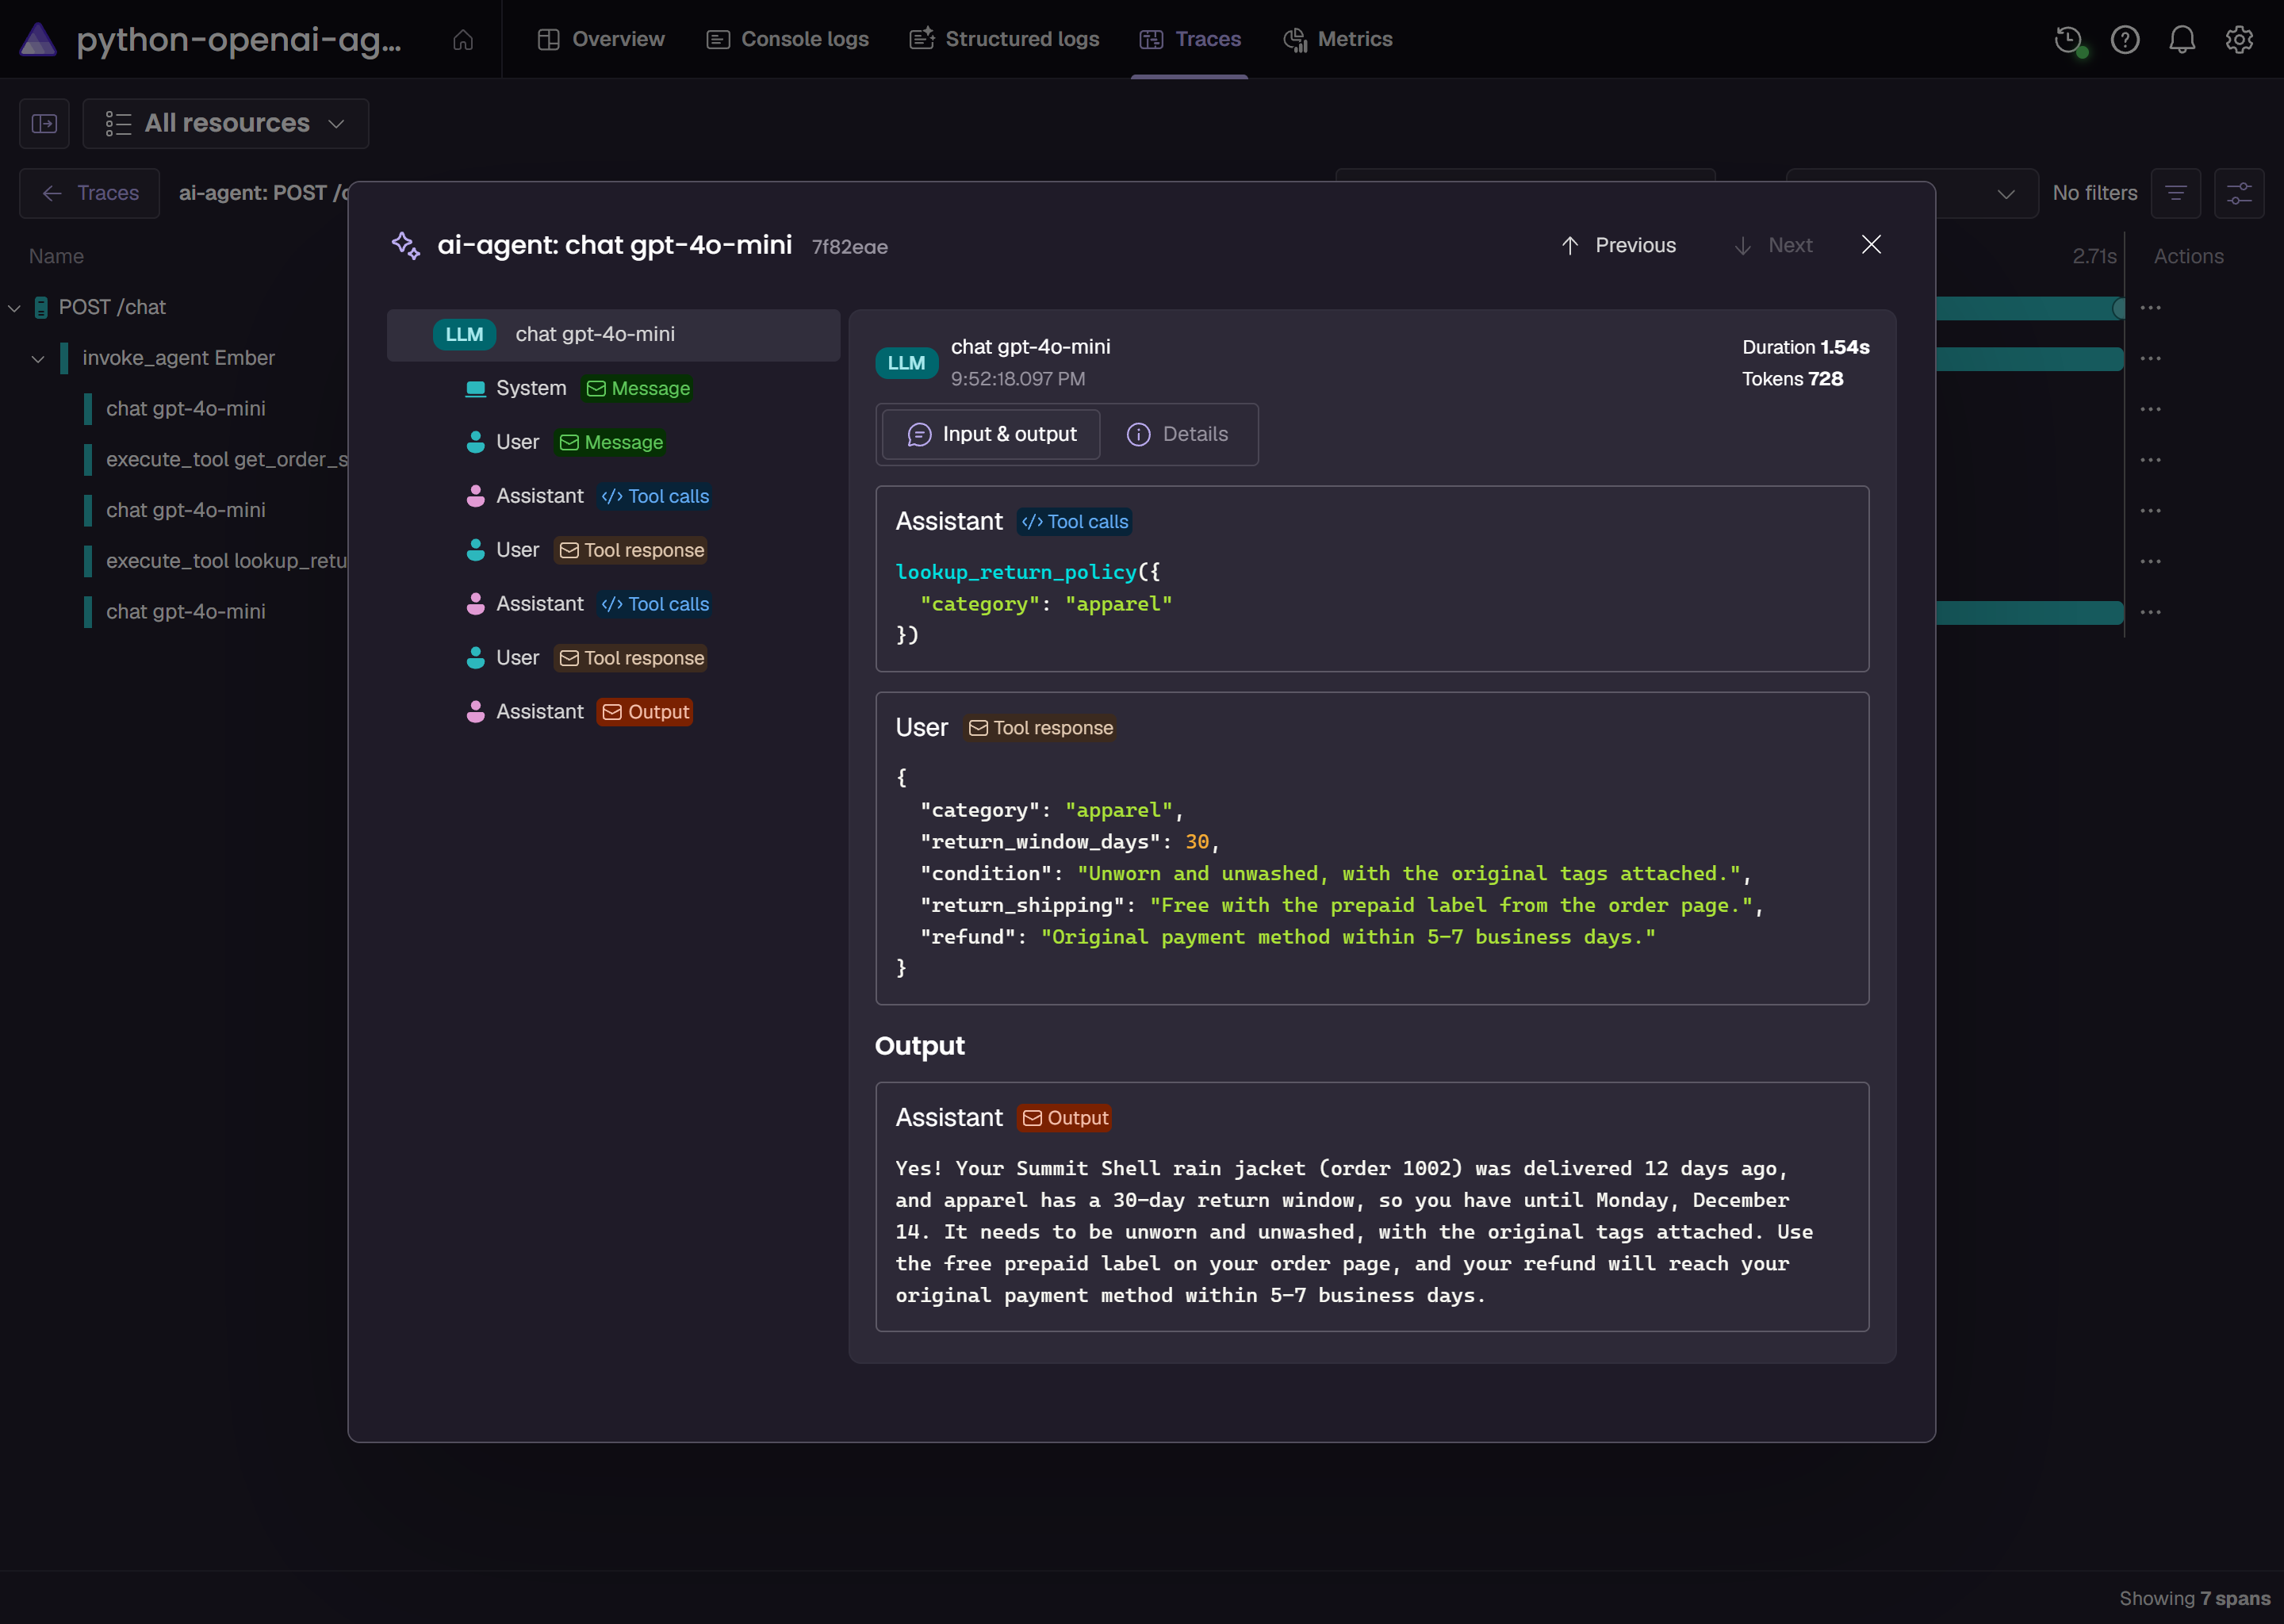 python-openai-ag...
Overview
Console logs
Structured logs
Traces
Metrics
All resources
Traces
ai-agent: POST /c
No filters
Name
2.71s
Actions
POST /chat
invoke_agent Ember
chat gpt-4o-mini
execute_tool get_order_s
chat gpt-4o-mini
execute_tool lookup_retu
chat gpt-4o-mini
ai-agent: chat gpt-4o-mini 7f82eae
Previous
Next
LLM chat gpt-4o-mini
System Message
User Message
Assistant Tool calls
User Tool response
Assistant Tool calls
User Tool response
Assistant Output
LLM
chat gpt-4o-mini
9:52:18.097 PM
Duration 1.54s
Tokens 728
Input & output
Details
Assistant Tool calls
lookup_return_policy({
"category": "apparel"
})
User Tool response
{
"category": "apparel",
"return_window_days": 30,
"condition": "Unworn and unwashed, with the original tags attached.",
"return_shipping": "Free with the prepaid label from the order page.",
"refund": "Original payment method within 5-7 business days."
}
Output
Assistant Output
Yes! Your Summit Shell rain jacket (order 1002) was delivered 12 days ago,
and apparel has a 30-day return window, so you have until Monday, December
14. It needs to be unworn and unwashed, with the original tags attached. Use
the free prepaid label on your order page, and your refund will reach your
original payment method within 5-7 business days.
Showing 7 spans